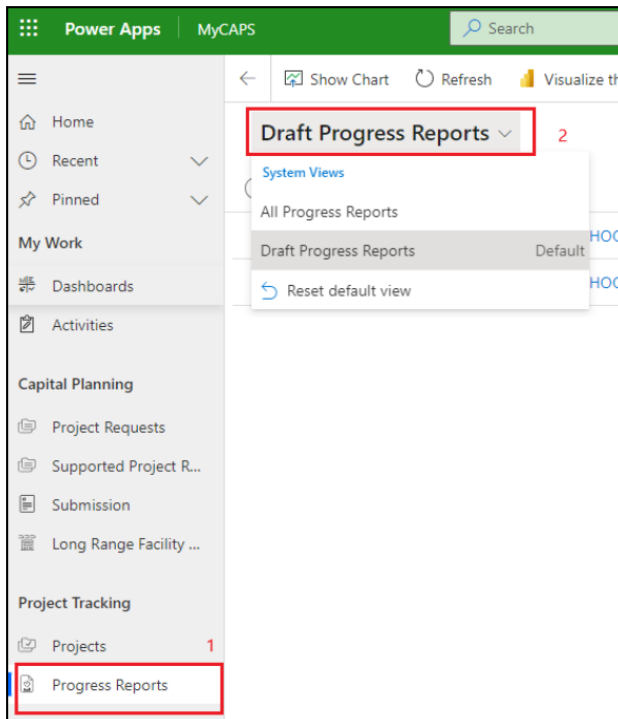 Power Apps MyCAPS Search
Show Chart Refresh Visualize th
Home
Recent
Pinned
My Work
Dashboards
Activities
Capital Planning
Project Requests
Supported Project R...
Submission
Long Range Facility ...
Project Tracking
Projects 1
Progress Reports
Draft Progress Reports 2
System Views
All Progress Reports
Draft Progress Reports Default
Reset default view
HOO
HOO